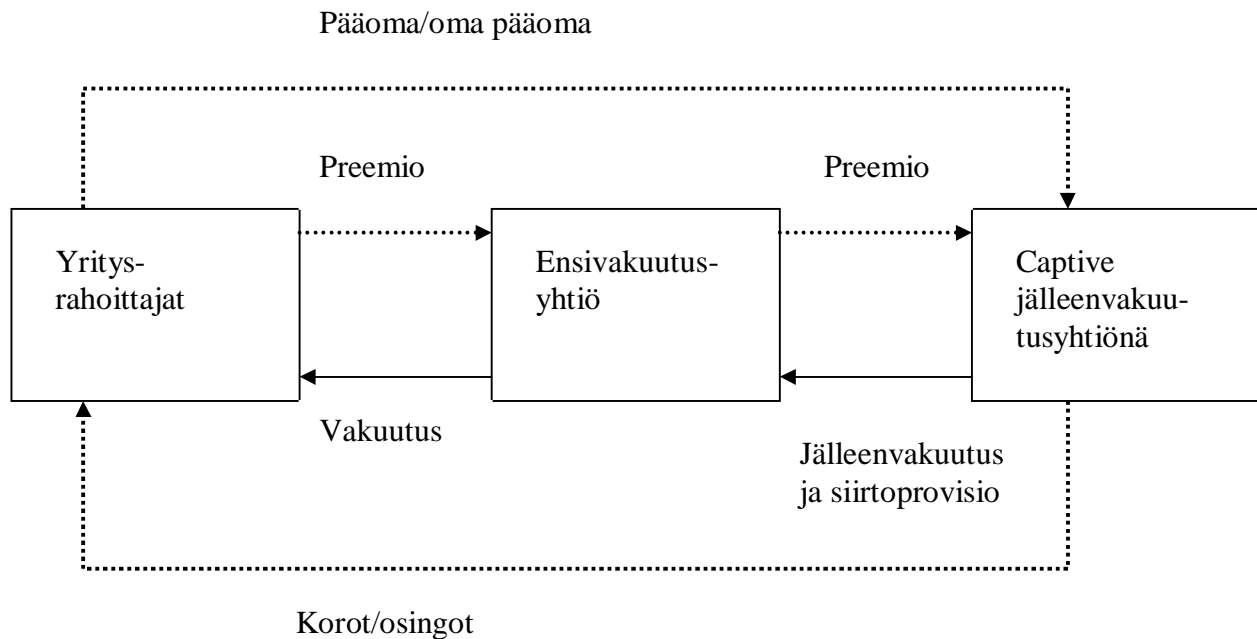 Pääoma/oma pääoma
Preemio
Preemio
Yritys-
rahoittajat
Ensivakuutus-
yhtiö
Captive
jälleenvakuu-
tusyhtiönä
Vakuutus
Jälleenvakuutus
ja siirtoprovisio
Korot/osingot